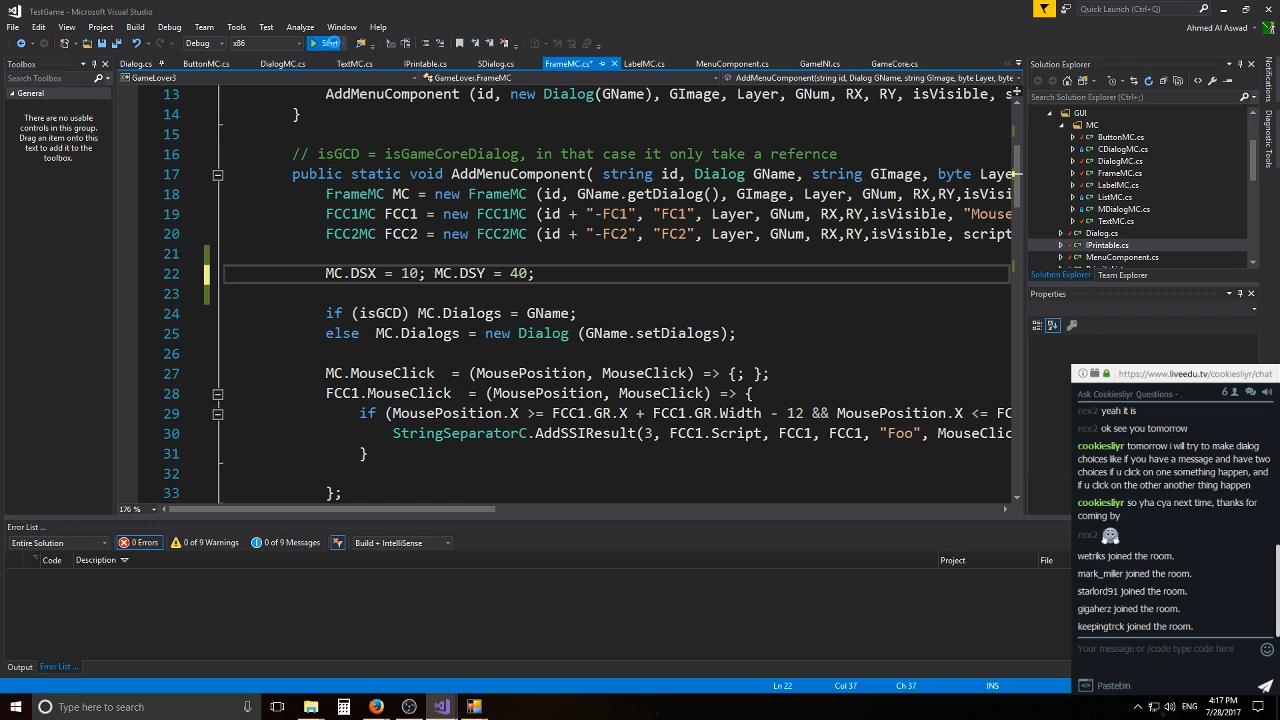 TestGame - Microsoft Visual Studio
Quick Launch (Ctrl+Q)
File Edit View Project Build Debug Team Tools Test Analyze Window Help
Ahmed Al Aswad
Debug x86 Start
Toolbox
Search Toolbox
General
There are no usable
controls in this group.
Drag an item onto this
text to add it to the
toolbox.
Dialog.cs ButtonMC.cs DialogMC.cs TextMC.cs IPrintable.cs SDialog.cs FrameMC.cs* LabelMC.cs MenuComponent.cs GameNI.cs GameCore.cs
GameLover3 GameLover.FrameMC AddMenuComponent(string id, Dialog GName, string GImage, byte Layer,
13 AddMenuComponent (id, new Dialog(GName), GImage, Layer, GNum, RX, RY, isVisible, s
14 }
15
16 // isGCD = isGameCoreDialog, in that case it only take a refernce
17 public static void AddMenuComponent( string id, Dialog GName, string GImage, byte Laye
18 FrameMC MC = new FrameMC (id, GName.getDialog(), GImage, Layer, GNum, RX,RY,isVisi
19 FCC1MC FCC1 = new FCC1MC (id + "-FC1", "FC1", Layer, GNum, RX,RY,isVisible, "Mouse
20 FCC2MC FCC2 = new FCC2MC (id + "-FC2", "FC2", Layer, GNum, RX,RY,isVisible, script
21
22 MC.DSX = 10; MC.DSY = 40;
23
24 if (isGCD) MC.Dialogs = GName;
25 else MC.Dialogs = new Dialog (GName.setDialogs);
26
27 MC.MouseClick = (MousePosition, MouseClick) => {; };
28 FCC1.MouseClick = (MousePosition, MouseClick) => {
29 if (MousePosition.X >= FCC1.GR.X + FCC1.GR.Width - 12 && MousePosition.X <= FC
30 StringSeparatorC.AddSSIResult(3, FCC1.Script, FCC1, FCC1, "Foo", MouseClic
31 }
32
33 };
176 %
Solution Explorer
Search Solution Explorer (Ctrl+;)
GUI
MC
ButtonMC.cs
CDialogMC.cs
DialogMC.cs
FrameMC.cs
LabelMC.cs
ListMC.cs
MDialogMC.cs
TextMC.cs
Dialog.cs
IPrintable.cs
MenuComponent.cs
Solution Explorer Team Explorer
Properties
Notifications
Diagnostic Tools
Error List ...
Entire Solution 0 Errors 0 of 9 Warnings 0 of 9 Messages Build + IntelliSense
Code Description Project File
Output Error List ...
Ln 22 Col 37 Ch 37 INS
https://www.liveedu.tv/cookiesliyr/chat
Ask Cookiesliyr Questions - 6
rex2 yeah it is
rex2 ok see you tomorrow
cookiesliyr tomorrow i will try to make dialog
choices like if you have a message and have two
choices if u click on one something happen, and
if u click on the other another thing happen
cookiesliyr so yha cya next time, thanks for
coming by
rex2
wetriks joined the room.
mark_miller joined the room.
starlord91 joined the room.
gigaherz joined the room.
keepingtrck joined the room.
Your message or /code type code here
Pastebin
Type here to search
ENG
4:17 PM
7/28/2017